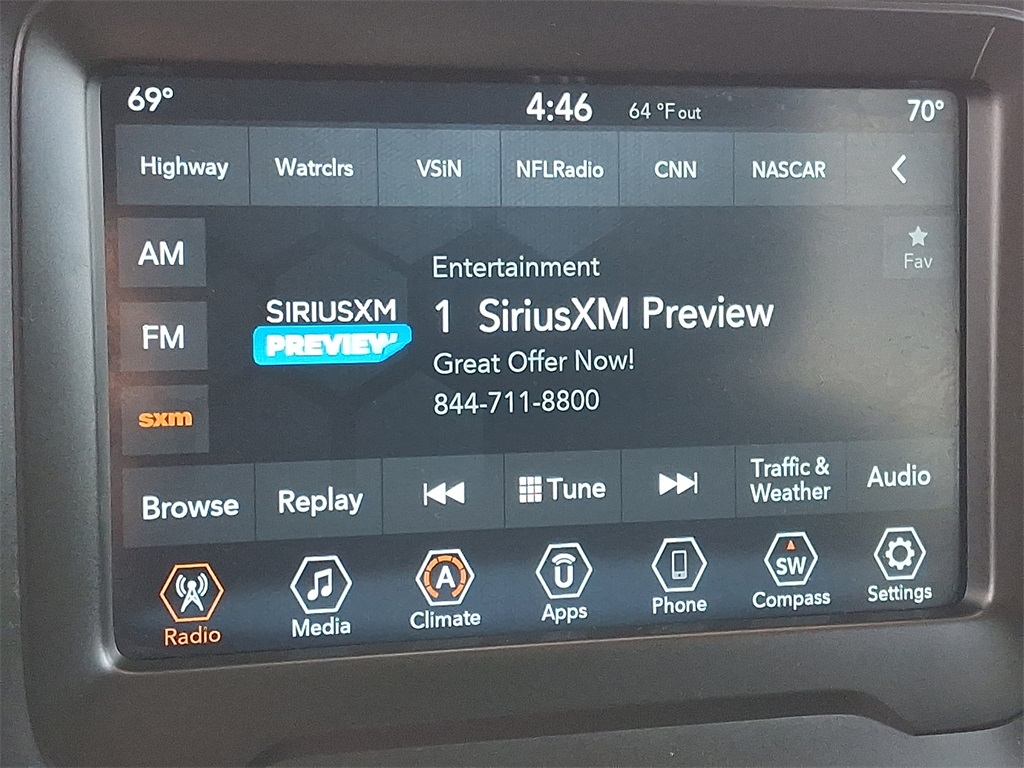 69° 4:46 64 °F out 70°
Highway Watrclrs VSiN NFLRadio CNN NASCAR
AM
Fav
Entertainment
SIRIUSXM
PREVIEW
1 SiriusXM Preview
FM
Great Offer Now!
844-711-8800
sxm
Browse Replay Tune Traffic & Weather Audio
A U SW
Radio Media Climate Apps Phone Compass Settings